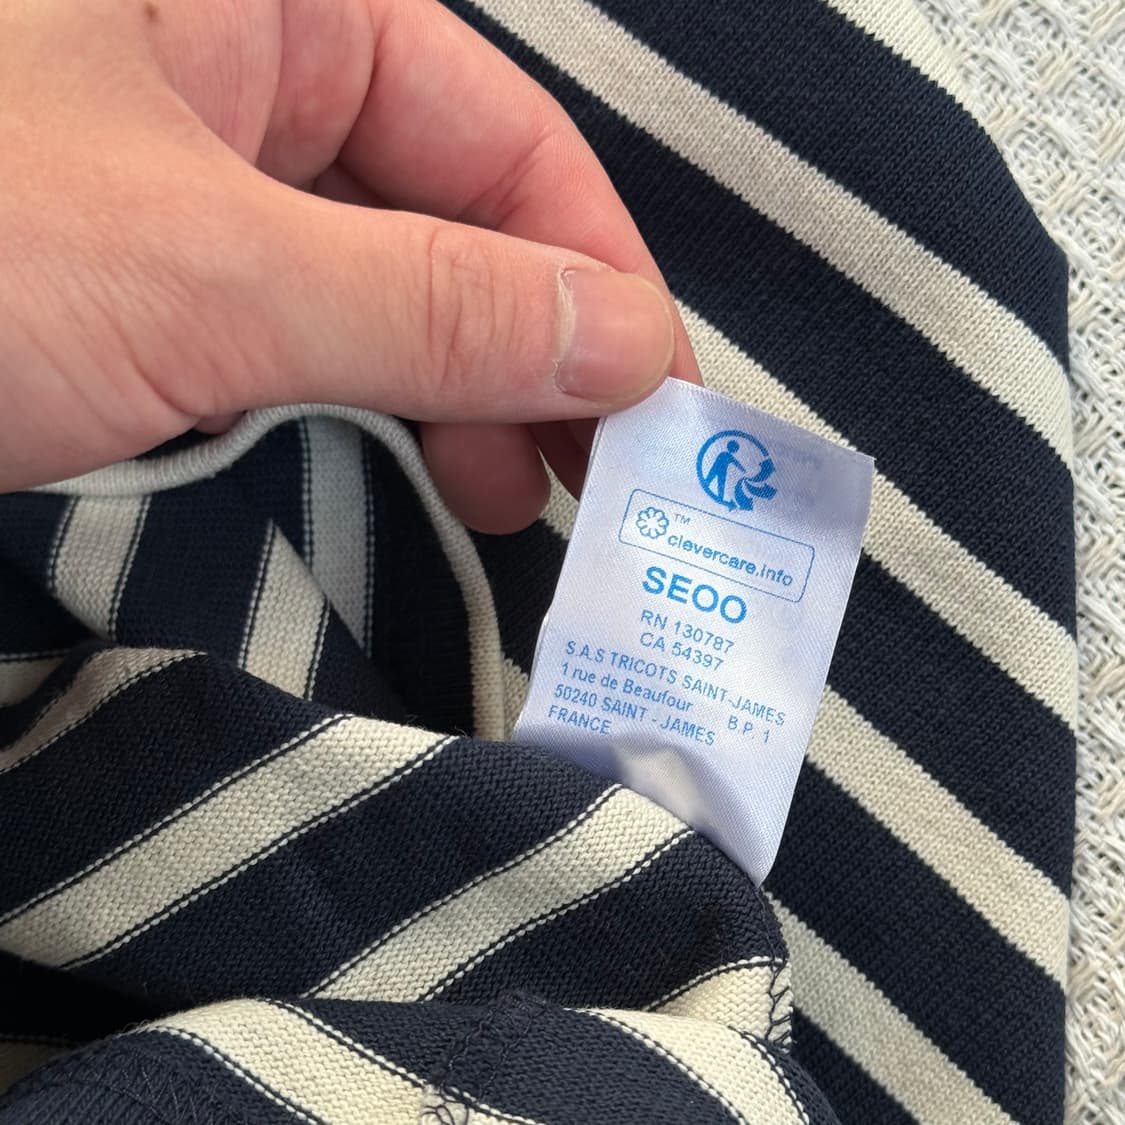 TM
clevercare.info
SEOO
RN 130787
CA 54397
S.A.S TRICOTS SAINT-JAMES
1 rue de Beaufour B.P. 1
50240 SAINT - JAMES
FRANCE